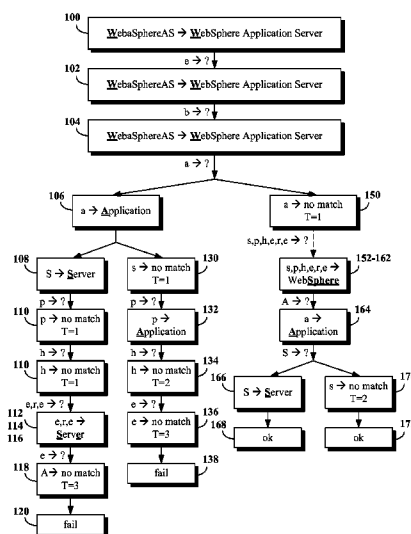 100
WebaSphereAS → WebSphere Application Server
e → ?
102
WebaSphereAS → WebSphere Application Server
b → ?
104
WebaSphereAS → WebSphere Application Server
a → ?
106
a → Application
150
a → no match
T=1
s,p,h,e,r,e → ?
108
S → Server
130
s → no match
T=1
152-162
s,p,h,e,r,e →
WebSphere
p → ?
p → ?
A → ?
110
p → no match
T=1
132
p →
Application
164
a →
Application
h → ?
h → ?
S → ?
110
h → no match
T=1
134
h → no match
T=2
166
S → Server
17
s → no match
T=2
e,r,e → ?
e → ?
112
114
116
e,r,e →
Server
136
e → no match
T=3
168
ok
17
ok
e → ?
118
A → no match
T=3
138
fail
120
fail